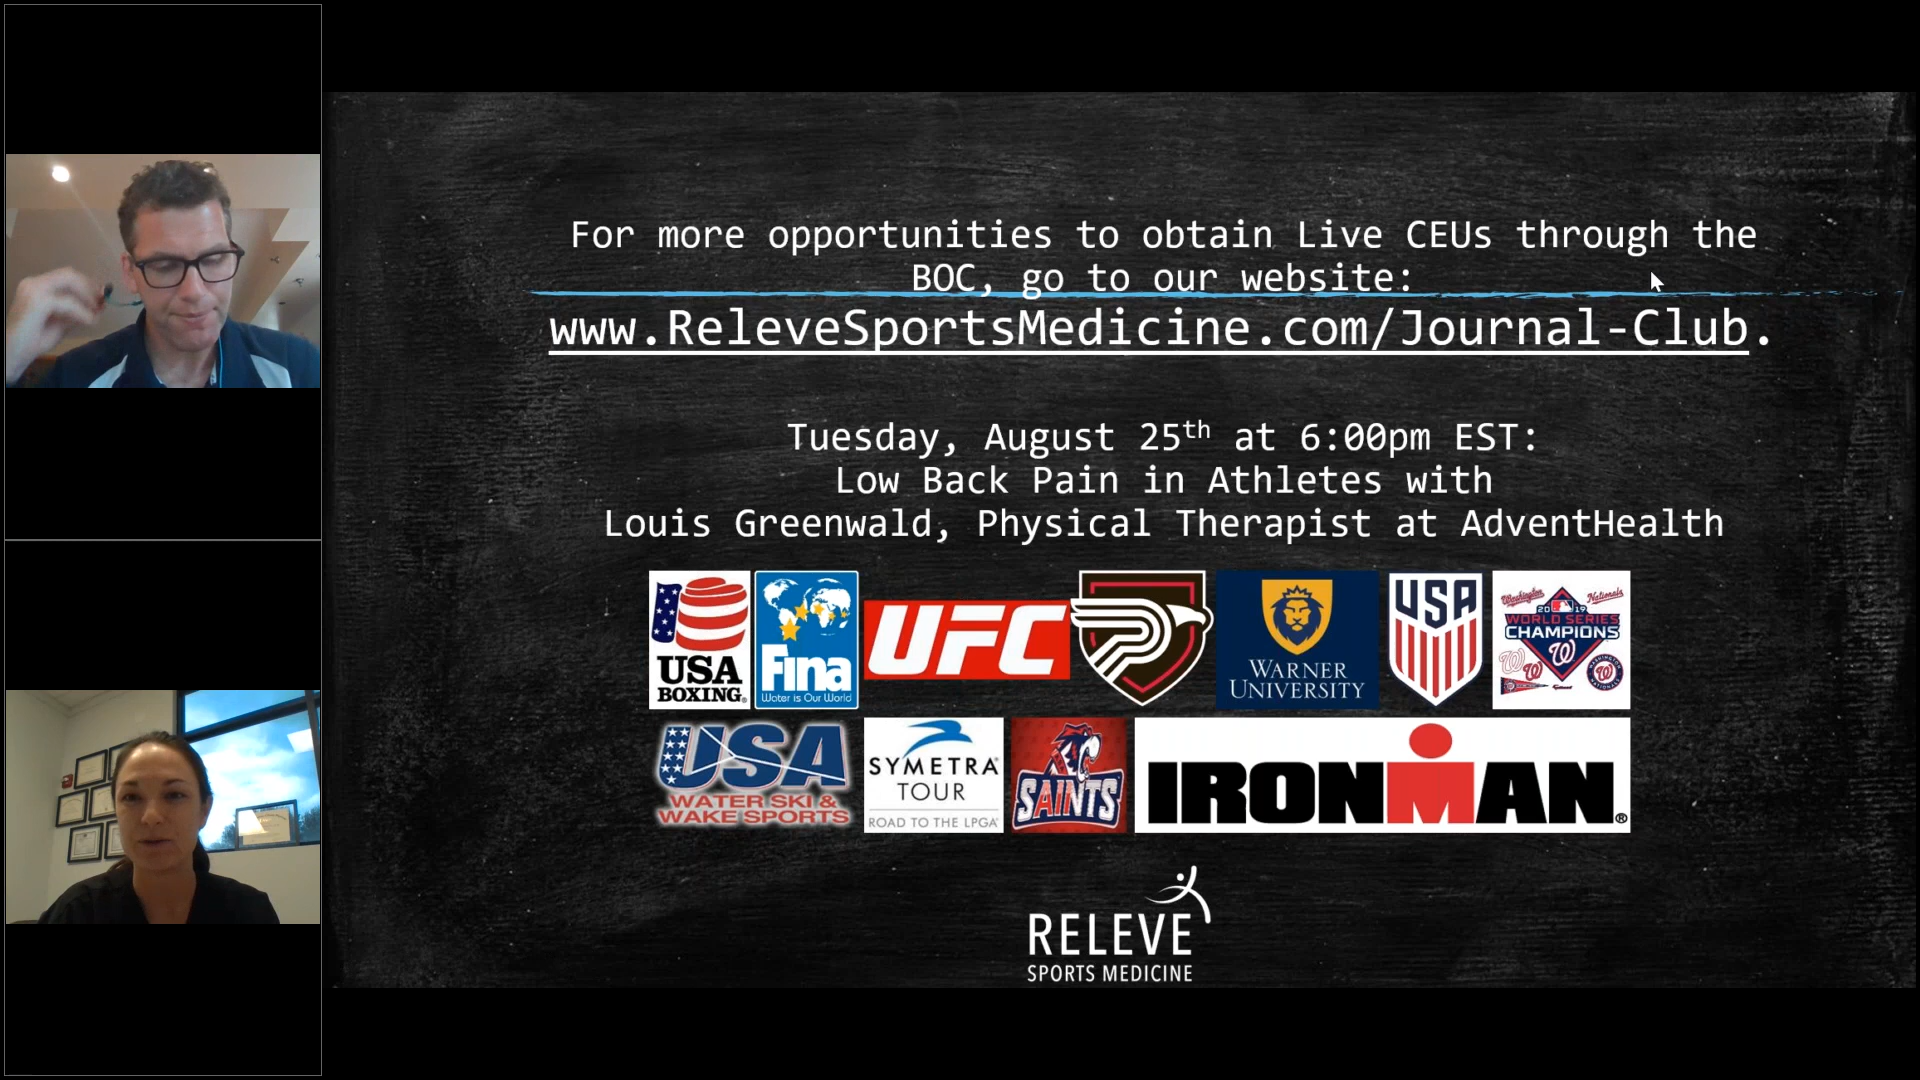 For more opportunities to obtain Live CEUs through the
BOC, go to our website:
www.ReleveSportsMedicine.com/Journal-Club.
Tuesday, August 25th at 6:00pm EST:
Low Back Pain in Athletes with
Louis Greenwald, Physical Therapist at AdventHealth
USA
BOXING®
Fina
Water is Our World
UFC
WARNER
UNIVERSITY
USA
Washington Nationals
2019
WORLD SERIES
CHAMPIONS
W
USA
WATER SKI &
WAKE SPORTS
SYMETRA
TOUR
ROAD TO THE LPGA
SAINTS
IRONMAN®
RELEVE
SPORTS MEDICINE